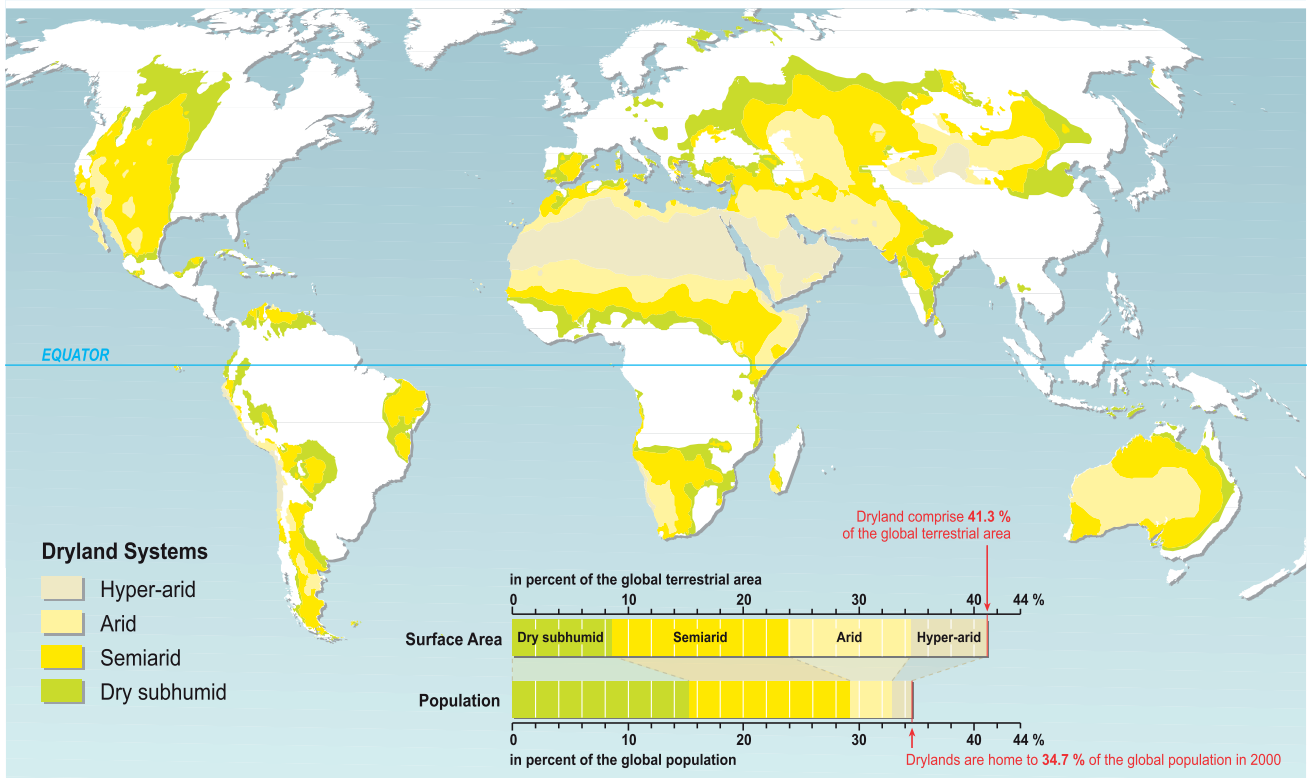 EQUATOR
Dryland Systems
Hyper-arid
Arid
Semiarid
Dry subhumid
Dryland comprise 41.3 %
of the global terrestrial area
in percent of the global terrestrial area
0 10 20 30 40 44 %
Surface Area Dry subhumid Semiarid Arid Hyper-arid
Population
0 10 20 30 40 44 %
in percent of the global population
Drylands are home to 34.7 % of the global population in 2000